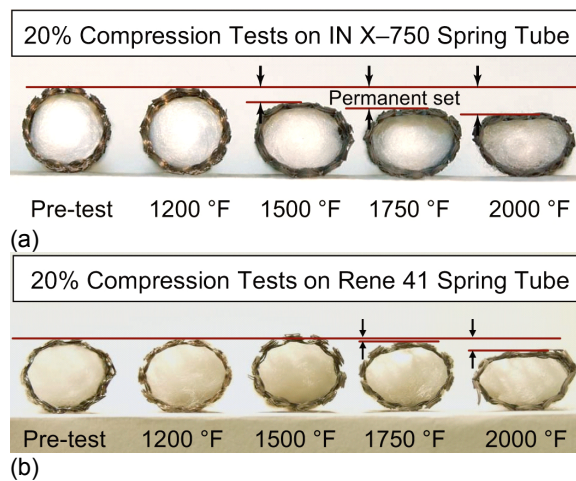 20% Compression Tests on IN X–750 Spring Tube
Permanent set
Pre-test 1200 °F 1500 °F 1750 °F 2000 °F
(a)
20% Compression Tests on Rene 41 Spring Tube
Pre-test 1200 °F 1500 °F 1750 °F 2000 °F
(b)